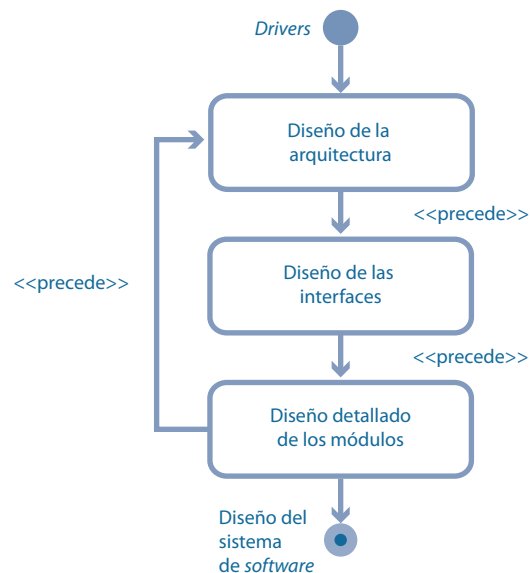 Drivers
Diseño de la
arquitectura
<<precede>>
Diseño de las
interfaces
<<precede>>
<<precede>>
Diseño detallado
de los módulos
Diseño del
sistema
de software